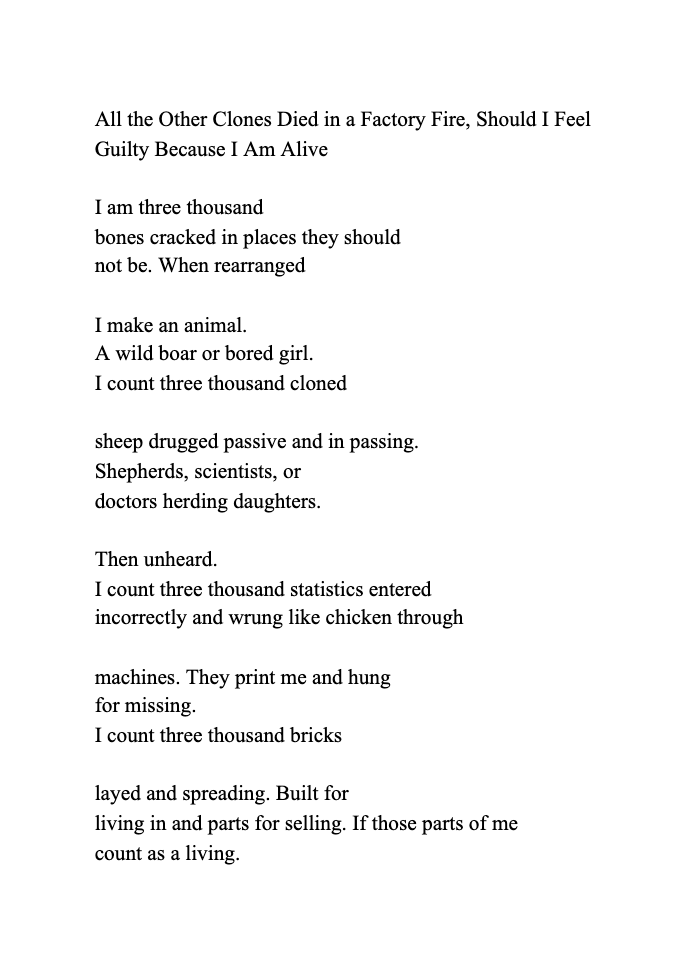 All the Other Clones Died in a Factory Fire, Should I Feel
Guilty Because I Am Alive
I am three thousand
bones cracked in places they should
not be. When rearranged
I make an animal.
A wild boar or bored girl.
I count three thousand cloned
sheep drugged passive and in passing.
Shepherds, scientists, or
doctors herding daughters.
Then unheard.
I count three thousand statistics entered
incorrectly and wrung like chicken through
machines. They print me and hung
for missing.
I count three thousand bricks
layed and spreading. Built for
living in and parts for selling. If those parts of me
count as a living.